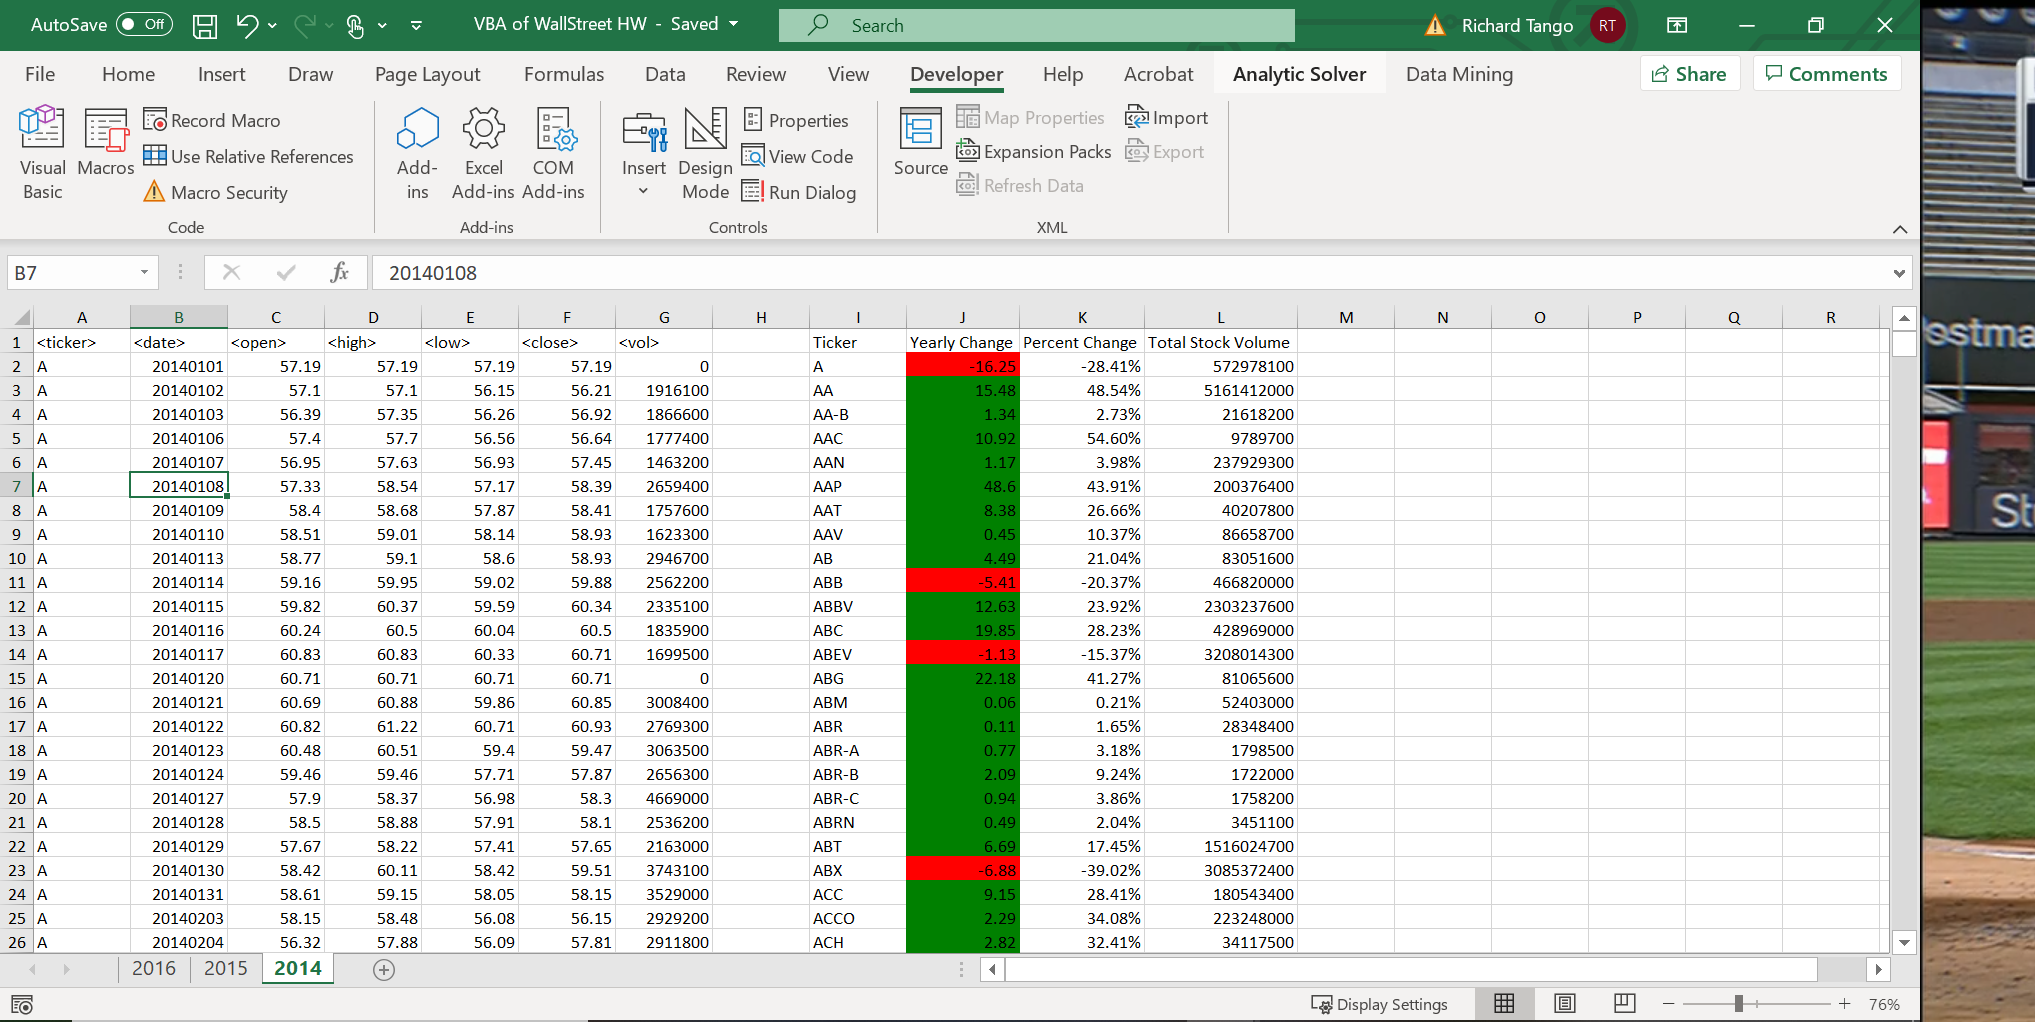 AutoSave Off VBA of WallStreet HW - Saved Search Richard Tango RT
File Home Insert Draw Page Layout Formulas Data Review View Developer Help Acrobat Analytic Solver Data Mining Share Comments
Visual Basic
Macros
Record Macro
Use Relative References
Macro Security
Code
Add-ins
Excel Add-ins
COM Add-ins
Add-ins
Insert
Design Mode
Properties
View Code
Run Dialog
Controls
Source
Map Properties
Expansion Packs
Refresh Data
Import
Export
XML
B7 fx 20140108
A B C D E F G H I J K L M N O P Q R
1 <ticker> <date> <open> <high> <low> <close> <vol> Ticker Yearly Change Percent Change Total Stock Volume
2 A 20140101 57.19 57.19 57.19 57.19 0 A -16.25 -28.41% 572978100
3 A 20140102 57.1 57.1 56.15 56.21 1916100 AA 15.48 48.54% 5161412000
4 A 20140103 56.39 57.35 56.26 56.92 1866600 AA-B 1.34 2.73% 21618200
5 A 20140106 57.4 57.7 56.56 56.64 1777400 AAC 10.92 54.60% 9789700
6 A 20140107 56.95 57.63 56.93 57.45 1463200 AAN 1.17 3.98% 237929300
7 A 20140108 57.33 58.54 57.17 58.39 2659400 AAP 48.6 43.91% 200376400
8 A 20140109 58.4 58.68 57.87 58.41 1757600 AAT 8.38 26.66% 40207800
9 A 20140110 58.51 59.01 58.14 58.93 1623300 AAV 0.45 10.37% 86658700
10 A 20140113 58.77 59.1 58.6 58.93 2946700 AB 4.49 21.04% 83051600
11 A 20140114 59.16 59.95 59.02 59.88 2562200 ABB -5.41 -20.37% 466820000
12 A 20140115 59.82 60.37 59.59 60.34 2335100 ABBV 12.63 23.92% 2303237600
13 A 20140116 60.24 60.5 60.04 60.5 1835900 ABC 19.85 28.23% 428969000
14 A 20140117 60.83 60.83 60.33 60.71 1699500 ABEV -1.13 -15.37% 3208014300
15 A 20140120 60.71 60.71 60.71 60.71 0 ABG 22.18 41.27% 81065600
16 A 20140121 60.69 60.88 59.86 60.85 3008400 ABM 0.06 0.21% 52403000
17 A 20140122 60.82 61.22 60.71 60.93 2769300 ABR 0.11 1.65% 28348400
18 A 20140123 60.48 60.51 59.4 59.47 3063500 ABR-A 0.77 3.18% 1798500
19 A 20140124 59.46 59.46 57.71 57.87 2656300 ABR-B 2.09 9.24% 1722000
20 A 20140127 57.9 58.37 56.98 58.3 4669000 ABR-C 0.94 3.86% 1758200
21 A 20140128 58.5 58.88 57.91 58.1 2536200 ABRN 0.49 2.04% 3451100
22 A 20140129 57.67 58.22 57.41 57.65 2163000 ABT 6.69 17.45% 1516024700
23 A 20140130 58.42 60.11 58.42 59.51 3743100 ABX -6.88 -39.02% 3085372400
24 A 20140131 58.61 59.15 58.05 58.15 3529000 ACC 9.15 28.41% 180543400
25 A 20140203 58.15 58.48 56.08 56.15 2929200 ACCO 2.29 34.08% 223248000
26 A 20140204 56.32 57.88 56.09 57.81 2911800 ACH 2.82 32.41% 34117500
2016 2015 2014
Display Settings 76%